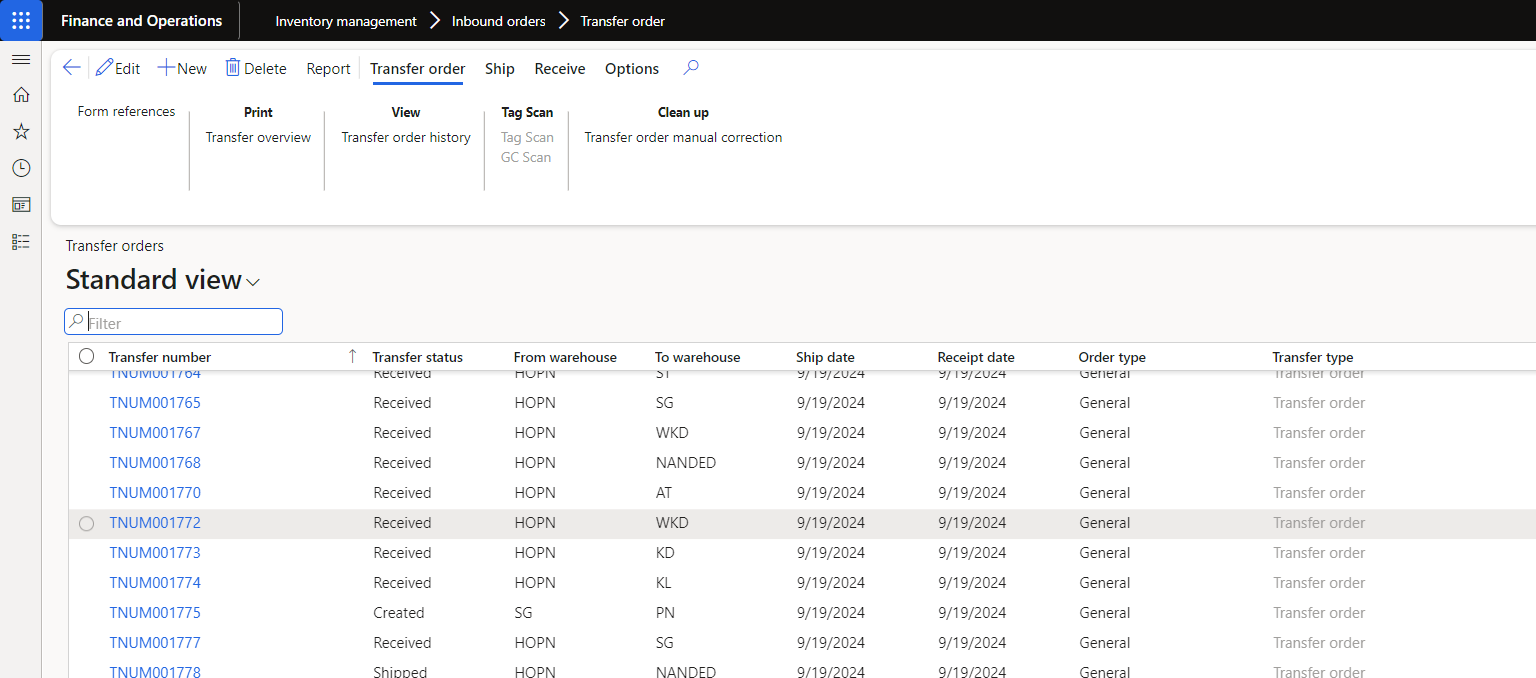 Finance and Operations Inventory management Inbound orders Transfer order
Edit New Delete Report Transfer order Ship Receive Options
Form references Print View Tag Scan Clean up
Transfer overview Transfer order history Tag Scan Transfer order manual correction
GC Scan
Transfer orders
Standard view
Filter
Transfer number Transfer status From warehouse To warehouse Ship date Receipt date Order type Transfer type
TNUM001764 Received HOPN ST 9/19/2024 9/19/2024 General Transfer order
TNUM001765 Received HOPN SG 9/19/2024 9/19/2024 General Transfer order
TNUM001767 Received HOPN WKD 9/19/2024 9/19/2024 General Transfer order
TNUM001768 Received HOPN NANDED 9/19/2024 9/19/2024 General Transfer order
TNUM001770 Received HOPN AT 9/19/2024 9/19/2024 General Transfer order
TNUM001772 Received HOPN WKD 9/19/2024 9/19/2024 General Transfer order
TNUM001773 Received HOPN KD 9/19/2024 9/19/2024 General Transfer order
TNUM001774 Received HOPN KL 9/19/2024 9/19/2024 General Transfer order
TNUM001775 Created SG PN 9/19/2024 9/19/2024 General Transfer order
TNUM001777 Received HOPN SG 9/19/2024 9/19/2024 General Transfer order
TNUM001778 Shipped HOPN NANDED 9/19/2024 9/19/2024 General Transfer order